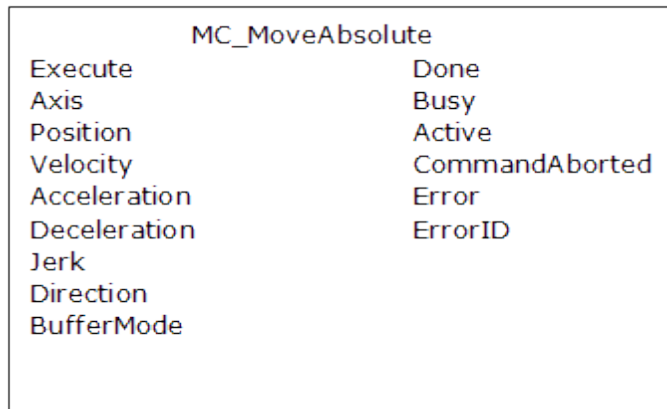 MC_MoveAbsolute
Execute Done
Axis Busy
Position Active
Velocity CommandAborted
Acceleration Error
Deceleration ErrorID
Jerk
Direction
BufferMode